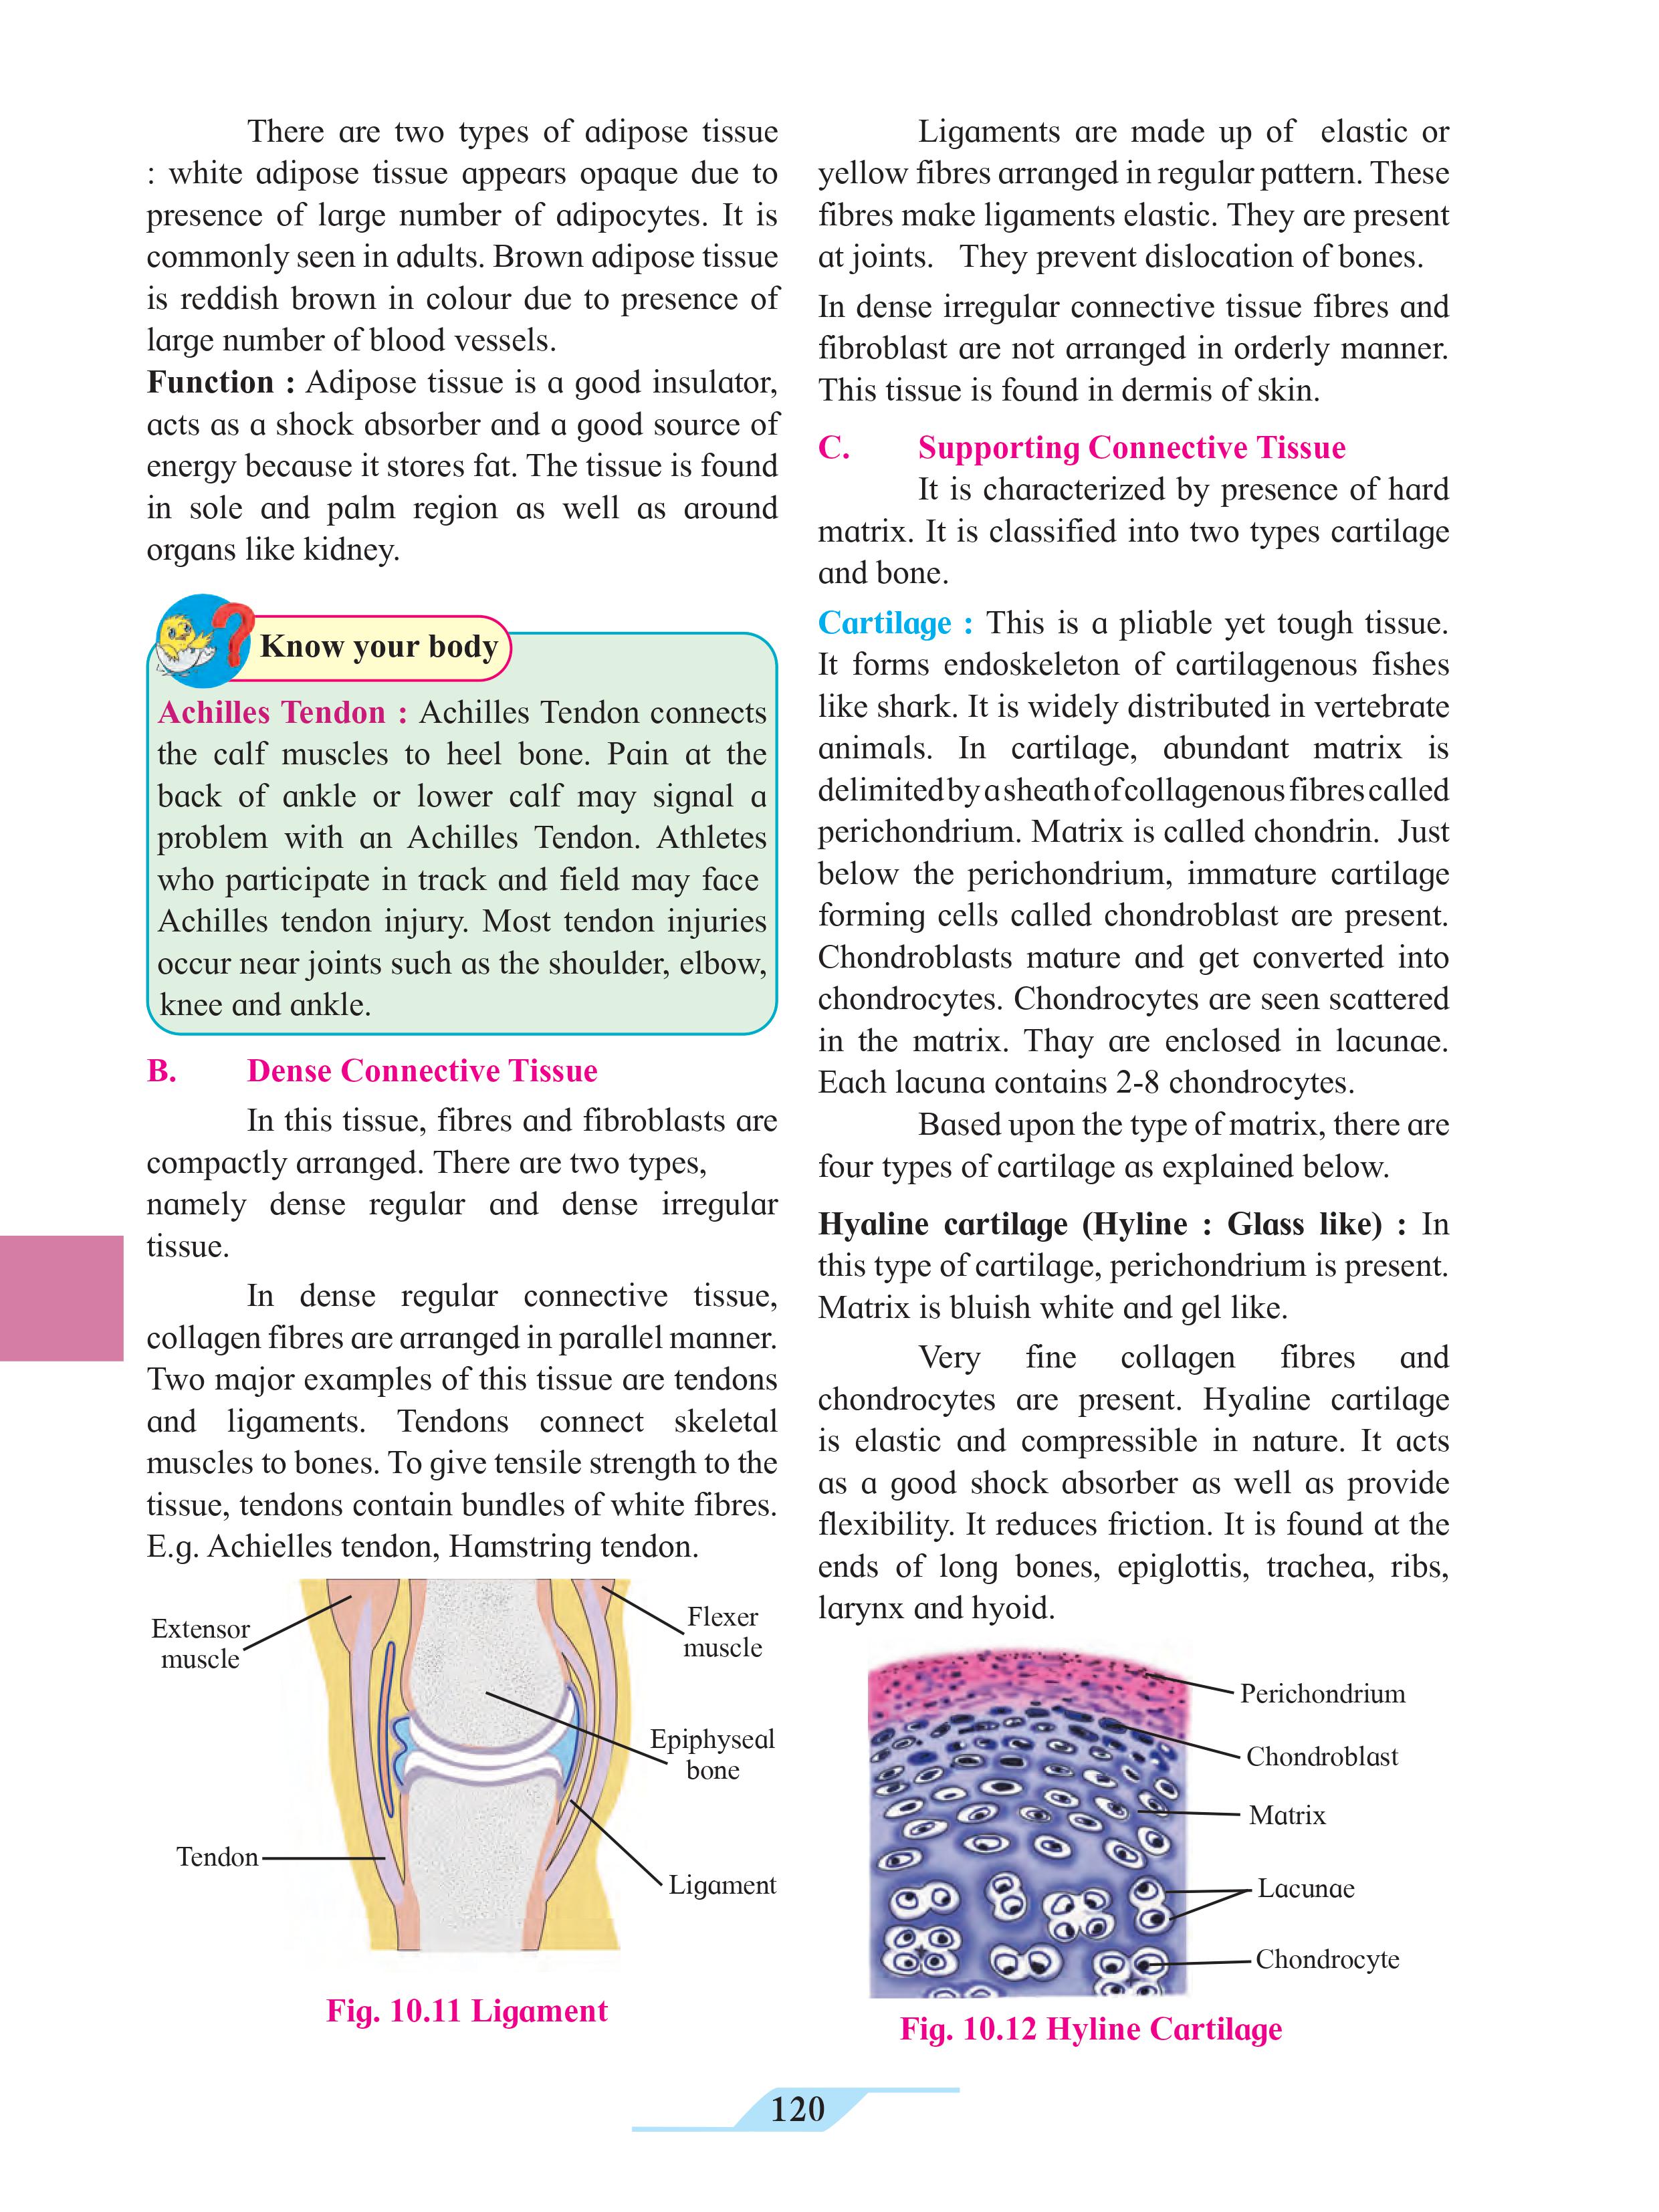 There are two types of adipose tissue
: white adipose tissue appears opaque due to
presence of large number of adipocytes. It is
commonly seen in adults. Brown adipose tissue
is reddish brown in colour due to presence of
large number of blood vessels.
Function : Adipose tissue is a good insulator,
acts as a shock absorber and a good source of
energy because it stores fat. The tissue is found
in sole and palm region as well as around
organs like kidney.
Know your body
Achilles Tendon : Achilles Tendon connects
the calf muscles to heel bone. Pain at the
back of ankle or lower calf may signal a
problem with an Achilles Tendon. Athletes
who participate in track and field may face
Achilles tendon injury. Most tendon injuries
occur near joints such as the shoulder, elbow,
knee and ankle.
B. Dense Connective Tissue
In this tissue, fibres and fibroblasts are
compactly arranged. There are two types,
namely dense regular and dense irregular
tissue.
In dense regular connective tissue,
collagen fibres are arranged in parallel manner.
Two major examples of this tissue are tendons
and ligaments. Tendons connect skeletal
muscles to bones. To give tensile strength to the
tissue, tendons contain bundles of white fibres.
E.g. Achielles tendon, Hamstring tendon.
Extensor
muscle
Flexer
muscle
Epiphyseal
bone
Tendon
Ligament
Fig. 10.11 Ligament
Ligaments are made up of elastic or
yellow fibres arranged in regular pattern. These
fibres make ligaments elastic. They are present
at joints. They prevent dislocation of bones.
In dense irregular connective tissue fibres and
fibroblast are not arranged in orderly manner.
This tissue is found in dermis of skin.
C. Supporting Connective Tissue
It is characterized by presence of hard
matrix. It is classified into two types cartilage
and bone.
Cartilage : This is a pliable yet tough tissue.
It forms endoskeleton of cartilagenous fishes
like shark. It is widely distributed in vertebrate
animals. In cartilage, abundant matrix is
delimited by a sheath of collagenous fibres called
perichondrium. Matrix is called chondrin. Just
below the perichondrium, immature cartilage
forming cells called chondroblast are present.
Chondroblasts mature and get converted into
chondrocytes. Chondrocytes are seen scattered
in the matrix. Thay are enclosed in lacunae.
Each lacuna contains 2-8 chondrocytes.
Based upon the type of matrix, there are
four types of cartilage as explained below.
Hyaline cartilage (Hyline : Glass like) : In
this type of cartilage, perichondrium is present.
Matrix is bluish white and gel like.
Very fine collagen fibres and
chondrocytes are present. Hyaline cartilage
is elastic and compressible in nature. It acts
as a good shock absorber as well as provide
flexibility. It reduces friction. It is found at the
ends of long bones, epiglottis, trachea, ribs,
larynx and hyoid.
Perichondrium
Chondroblast
Matrix
Lacunae
Chondrocyte
Fig. 10.12 Hyline Cartilage
120